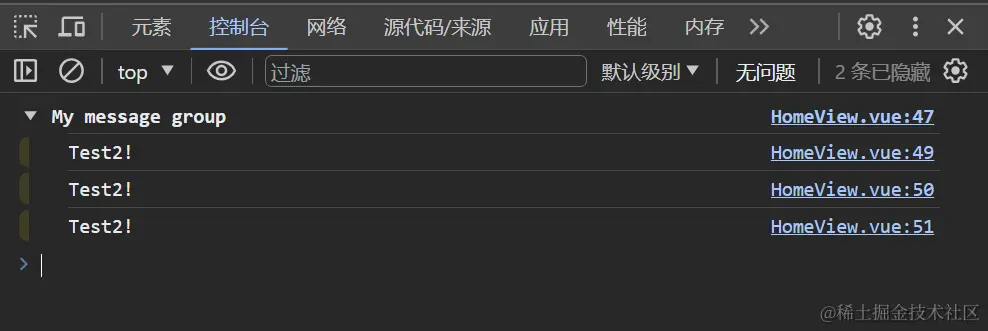 元素 控制台 网络 源代码/来源 应用 性能 内存
top 过滤 默认级别 无问题 2 条已隐藏
My message group HomeView.vue:47
Test2! HomeView.vue:49
Test2! HomeView.vue:50
Test2! HomeView.vue:51
@稀土掘金技术社区